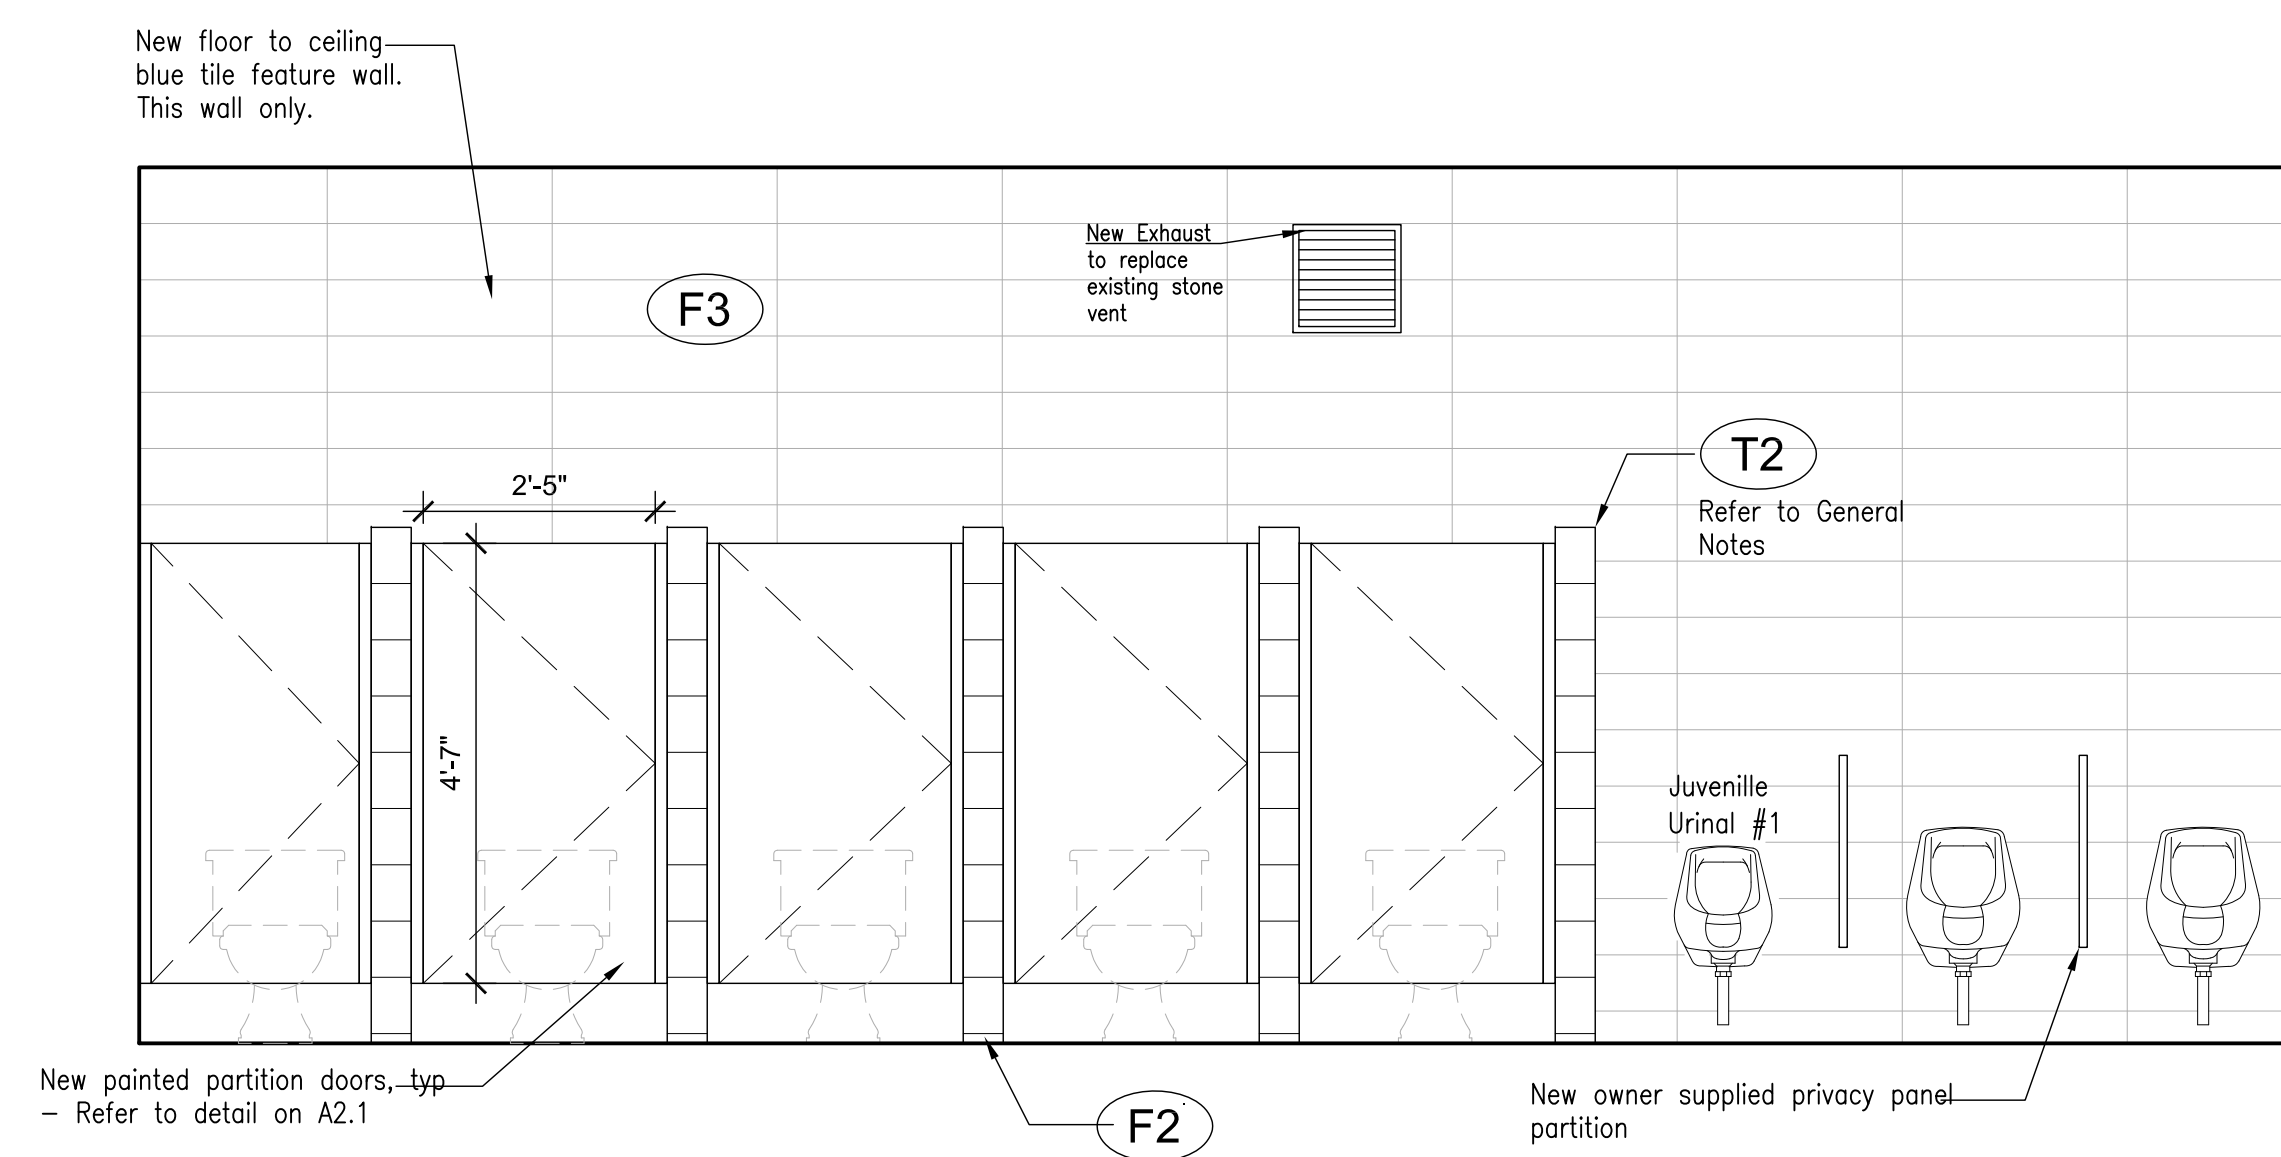 New floor to ceiling
blue tile feature wall.
This wall only.
New Exhaust
to replace
existing stone
vent
F3
T2
Refer to General
Notes
2'-5"
4'-7"
Juvenille
Urinal #1
New painted partition doors, typ
- Refer to detail on A2.1
F2
New owner supplied privacy panel
partition